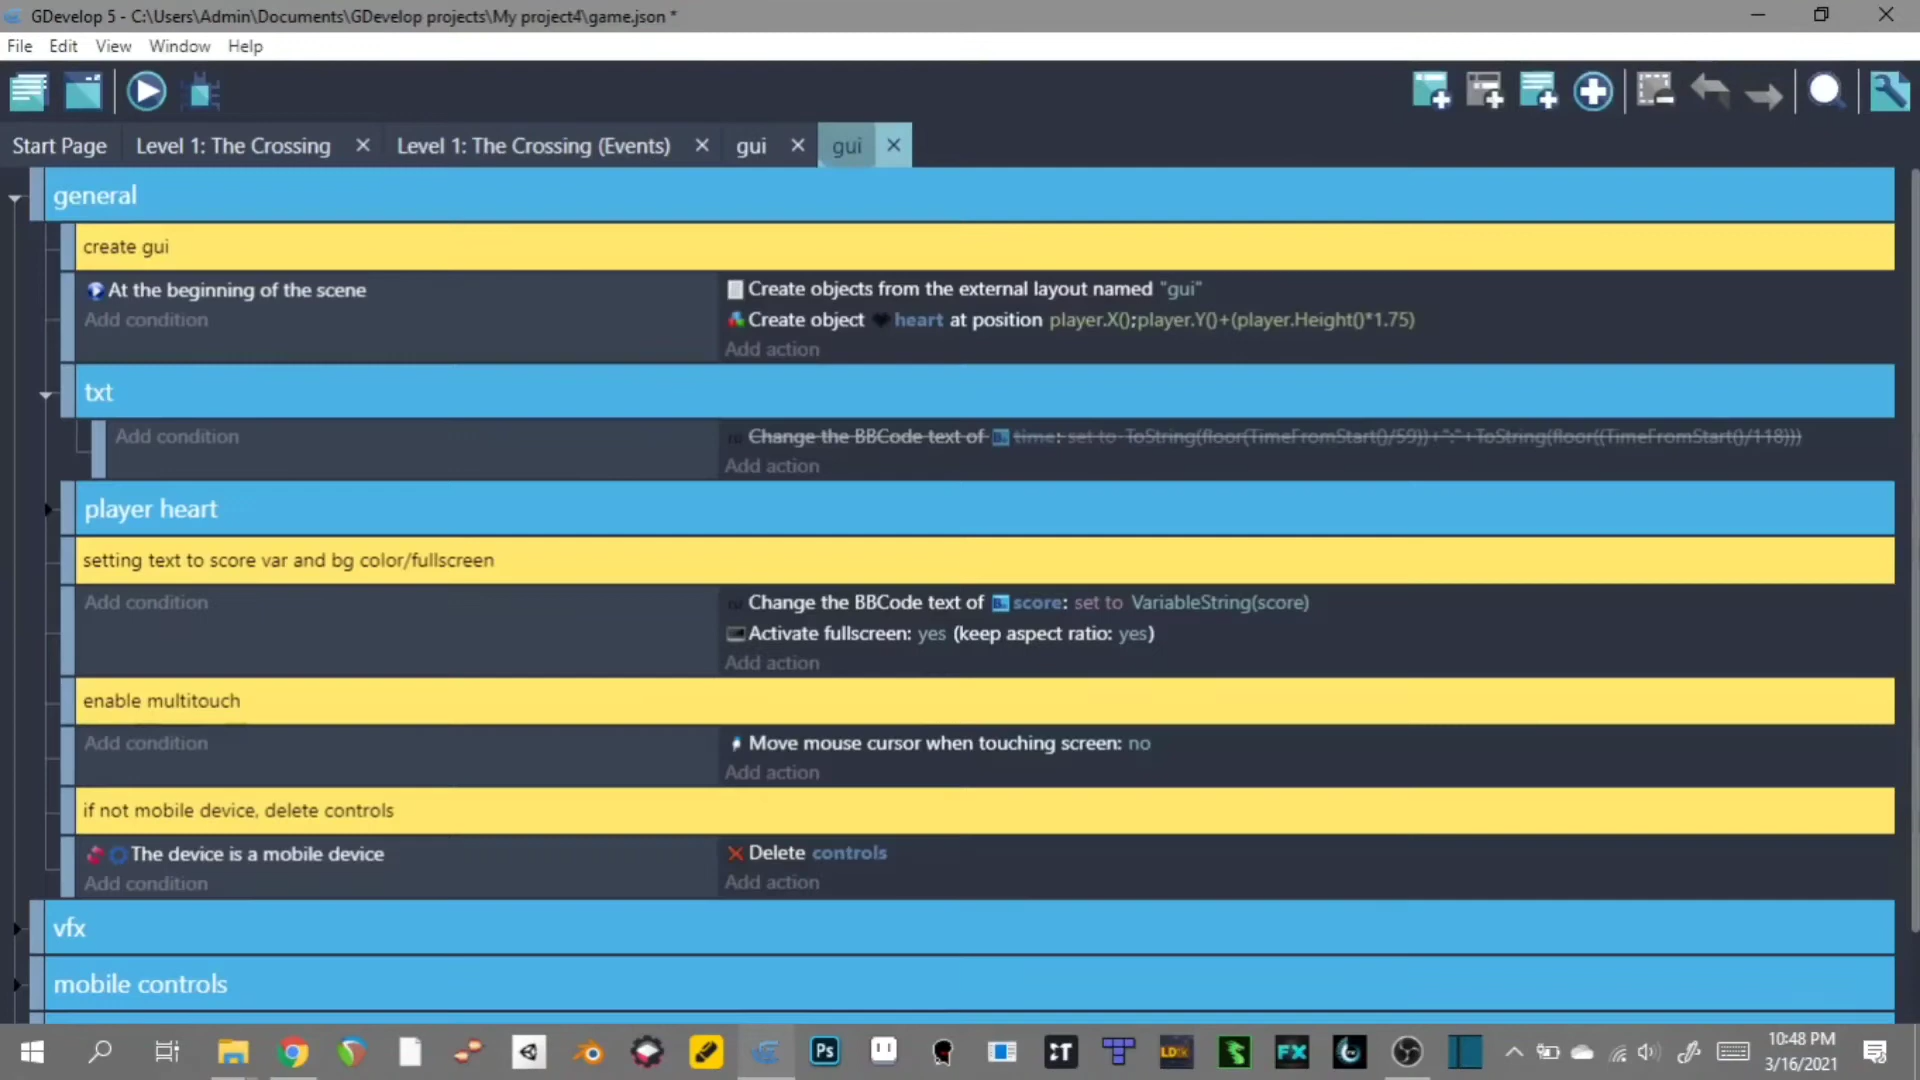 GDevelop 5 - C:\Users\Admin\Documents\GDevelop projects\My project4\game.json *
File Edit View Window Help
Start Page Level 1: The Crossing Level 1: The Crossing (Events) gui gui
general
create gui
At the beginning of the scene
Create objects from the external layout named "gui"
Add condition
Create object heart at position player.X();player.Y()+(player.Height()*1.75)
Add action
txt
Add condition
Change the BBCode text of time: set to ToString(floor(TimeFromStart()/59))+":"+ToString(floor((TimeFromStart()/118)))
Add action
player heart
setting text to score var and bg color/fullscreen
Add condition
Change the BBCode text of score: set to VariableString(score)
Activate fullscreen: yes (keep aspect ratio: yes)
Add action
enable multitouch
Add condition
Move mouse cursor when touching screen: no
Add action
if not mobile device, delete controls
The device is a mobile device
Delete controls
Add condition
Add action
vfx
mobile controls
Ps
FX
10:48 PM
3/16/2021